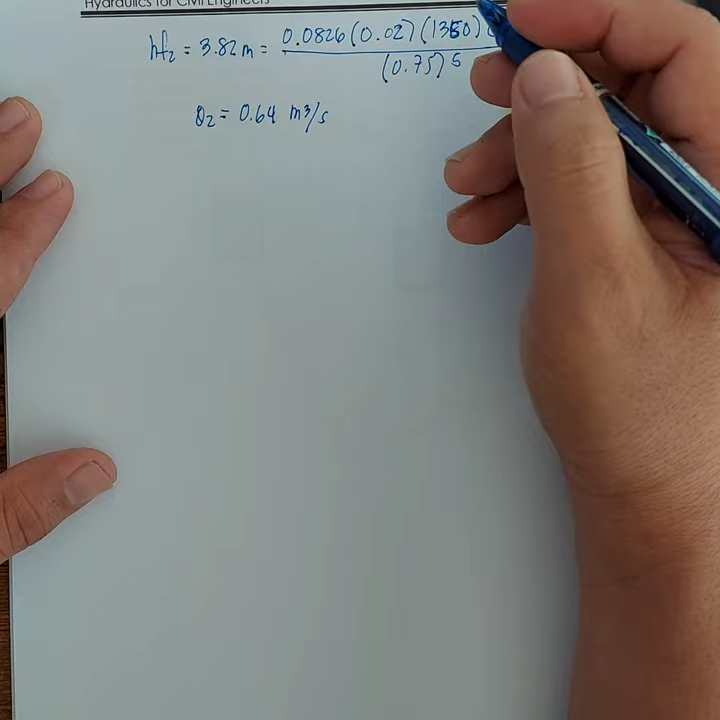 Hydraulics for Civil Engineers
hf₂ = 3.82 m = 0.0826 (0.02) (1350)
(0.75)⁵
Q₂ = 0.64 m³/s